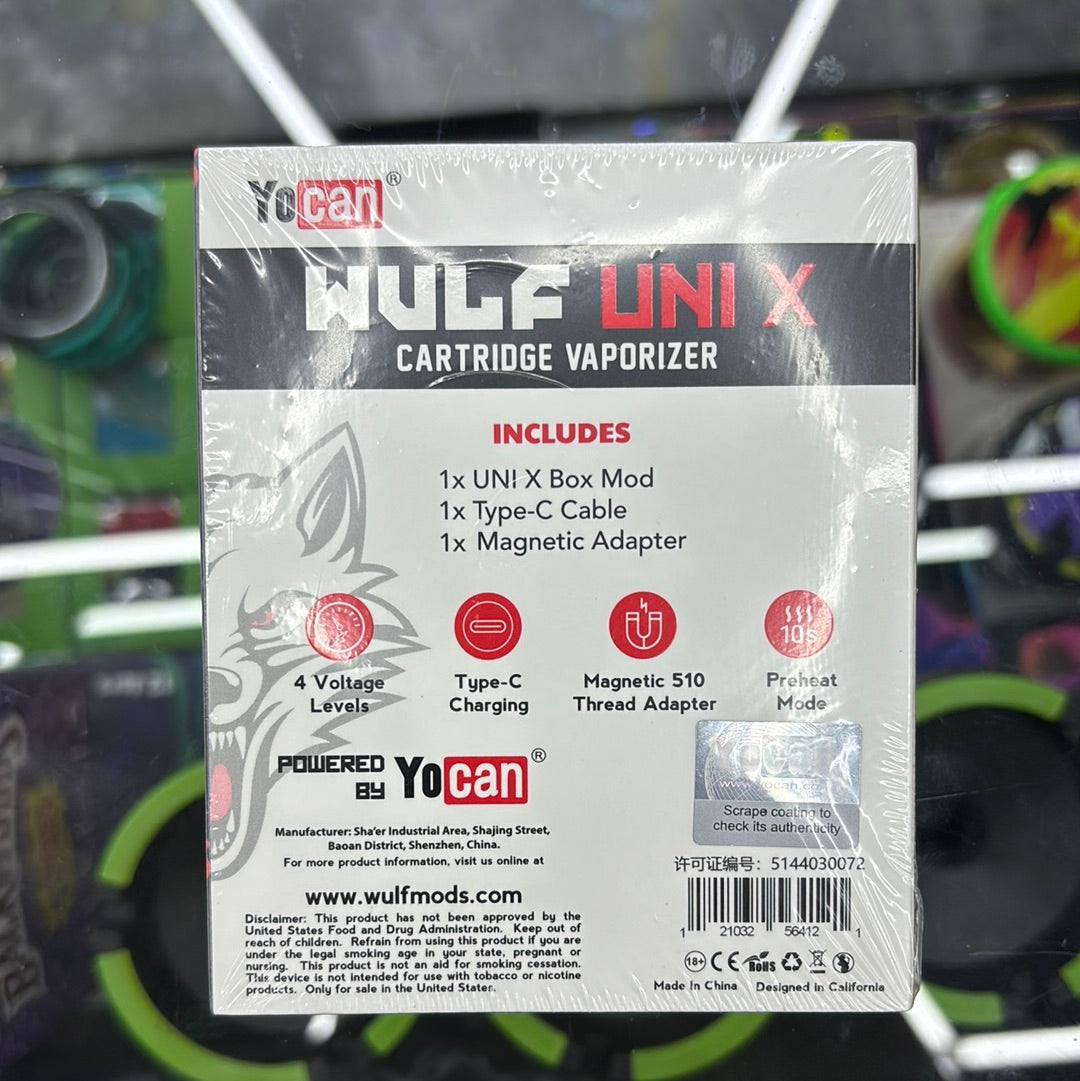 Yocan®
WULF UNI X
CARTRIDGE VAPORIZER
INCLUDES
1x UNI X Box Mod
1x Type-C Cable
1x Magnetic Adapter
10s
4 Voltage Levels
Type-C Charging
Magnetic 510 Thread Adapter
Preheat Mode
POWERED BY Yocan®
Yocan
Scrape coating to
check its authenticity
Manufacturer: Sha'er Industrial Area, Shajing Street,
Baoan District, Shenzhen, China.
For more product information, visit us online at
www.wulfmods.com
许可证编号：5144030072
Disclaimer: This product has not been approved by the
United States Food and Drug Administration. Keep out of
reach of children. Refrain from using this product if you are
under the legal smoking age in your state, pregnant or
nursing. This product is not an aid for smoking cessation.
This device is not intended for use with tobacco or nicotine
products. Only for sale in the United States.
1 21032 56412 1
18+ CE RoHS
Made In China Designed in California